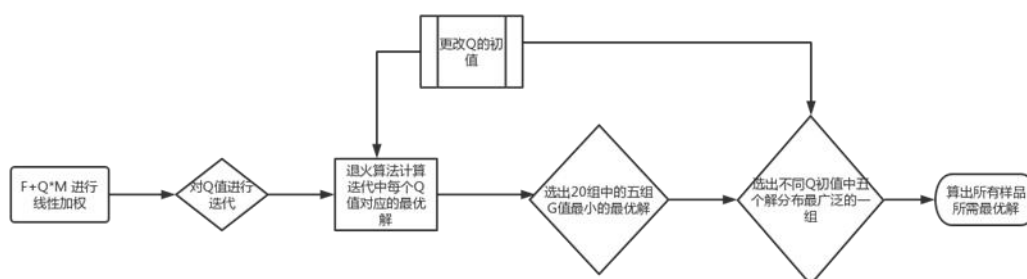 更改Q的初
值
F+Q*M 进行
线性加权
对Q值进行
迭代
退火算法计算
迭代中每个Q
值对应的最优
解
选出20组中的五组
G值最小的最优解
选出不同Q初值中五
个解分布最广泛的一
组
算出所有样品
所需最优解